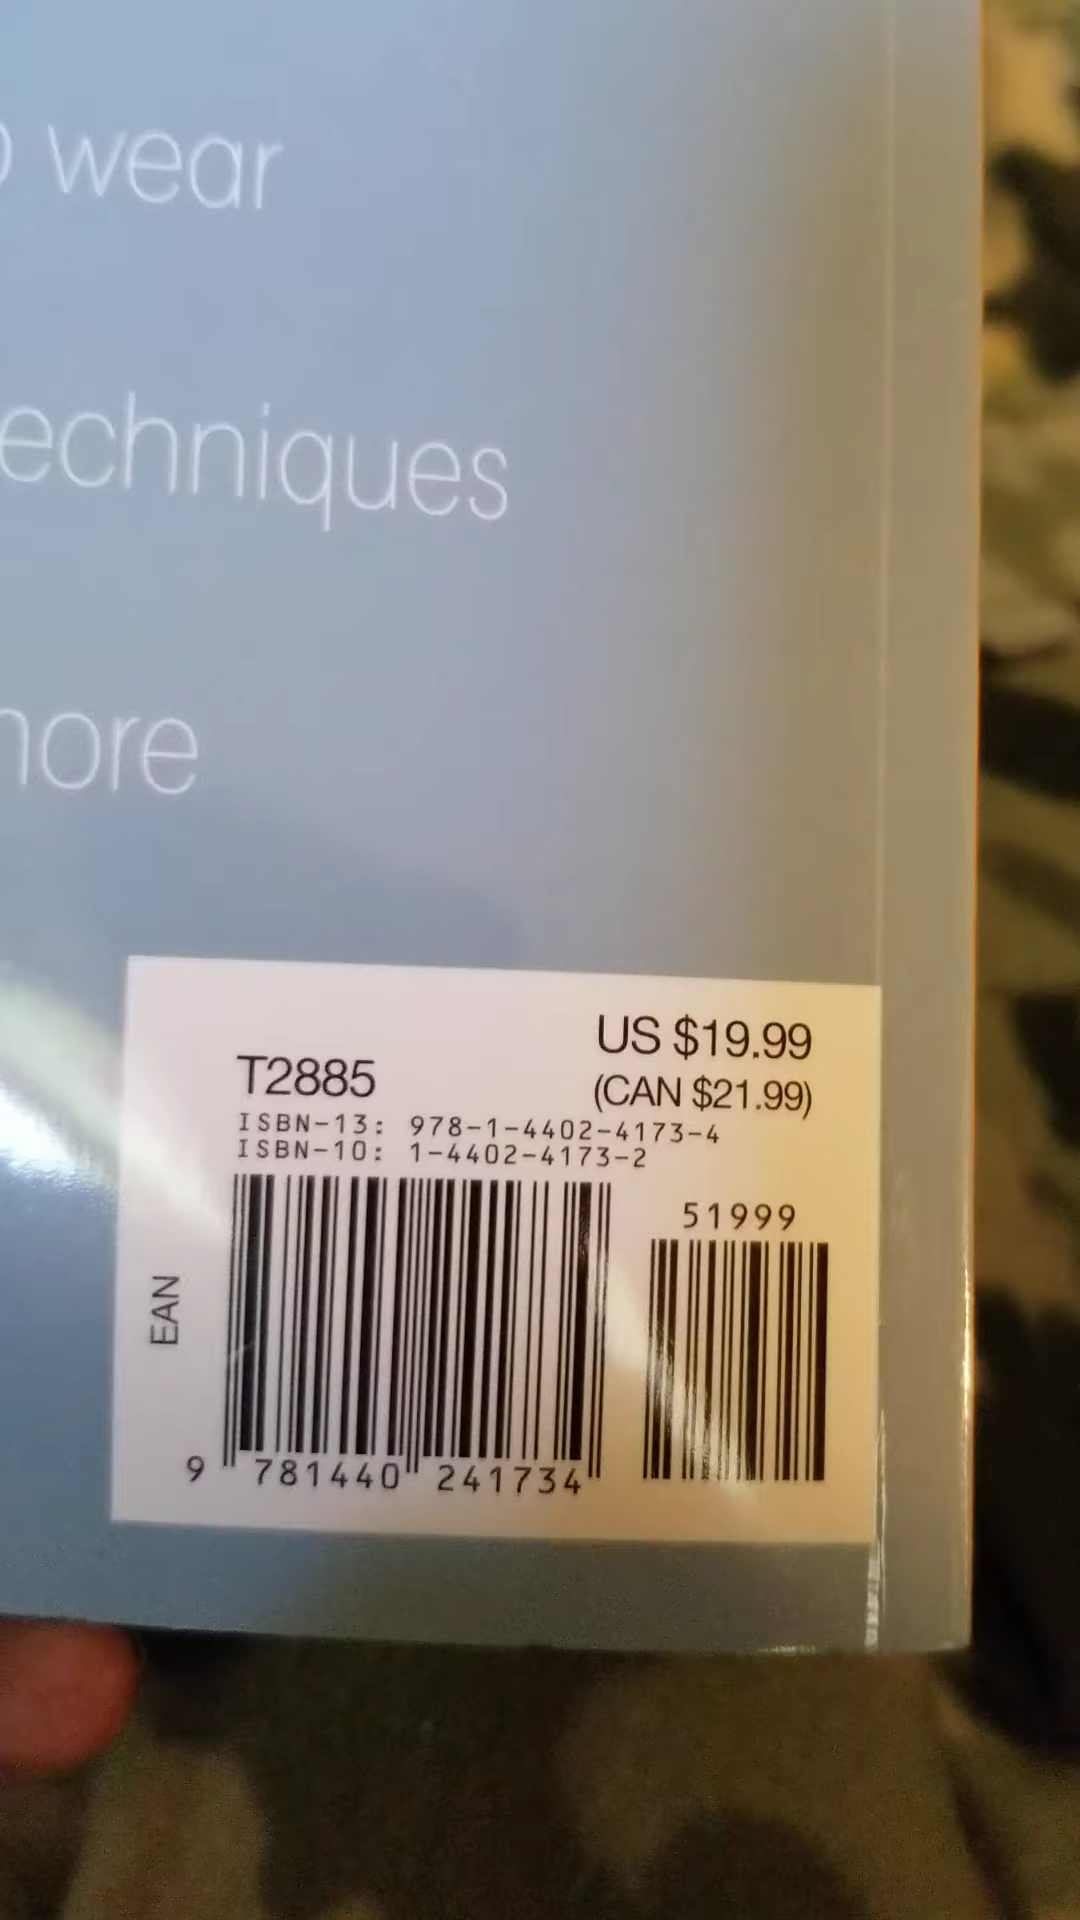 wear
echniques
ore
US $19.99
T2885
(CAN $21.99)
ISBN-13: 978-1-4402-4173-4
ISBN-10: 1-4402-4173-2
51999
EAN
9 781440 241734